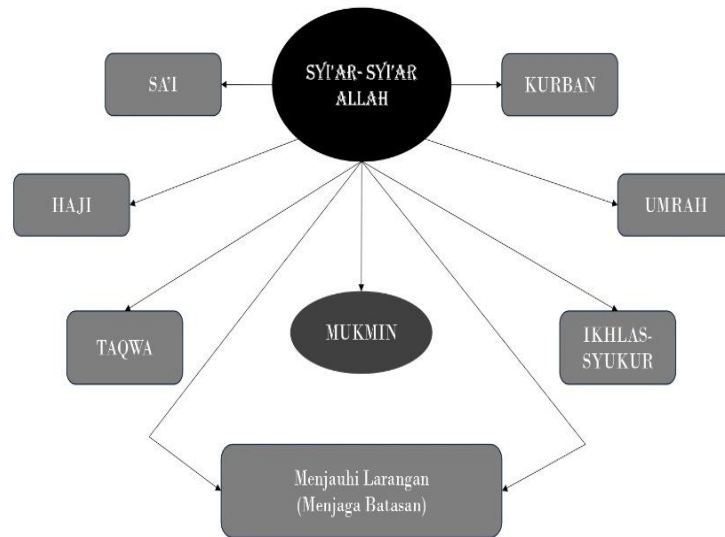 SYI'AR- SYI'AR
ALLAH
SA'I
KURBAN
HAJI
UMRAH
TAQWA
MUKMIN
IKHLAS-
SYUKUR
Menjauhi Larangan
(Menjaga Batasan)